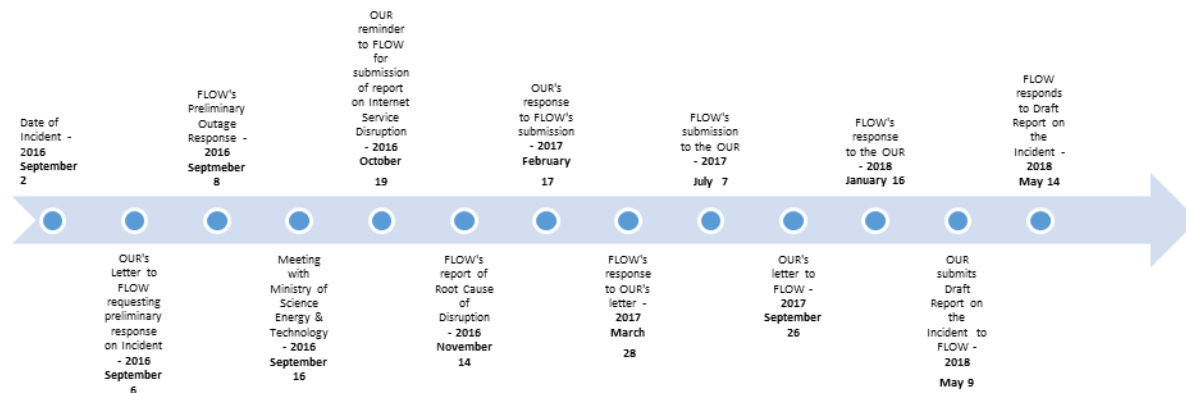 Date of
Incident -
2016
September
2
OUR's
Letter to
FLOW
requesting
preliminary
response
on Incident
- 2016
September
6
FLOW's
Preliminary
Outage
Response -
2016
Septmeber
8
Meeting
with
Ministry of
Science
Energy &
Technology
- 2016
September
16
OUR
reminder
to FLOW
for
submission
of report
on Internet
Service
Disruption
- 2016
October
19
FLOW's
report of
Root Cause
of
Disruption
- 2016
November
14
OUR's
response
to FLOW's
submission
- 2017
February
17
FLOW's
response
to OUR's
letter -
2017
March
28
FLOW's
submission
to the OUR
- 2017
July 7
OUR's
letter to
FLOW -
2017
September
26
FLOW's
response
to the OUR
- 2018
January 16
OUR
submits
Draft
Report on
the
Incident to
FLOW -
2018
May 9
FLOW
responds
to Draft
Report on
the
Incident -
2018
May 14